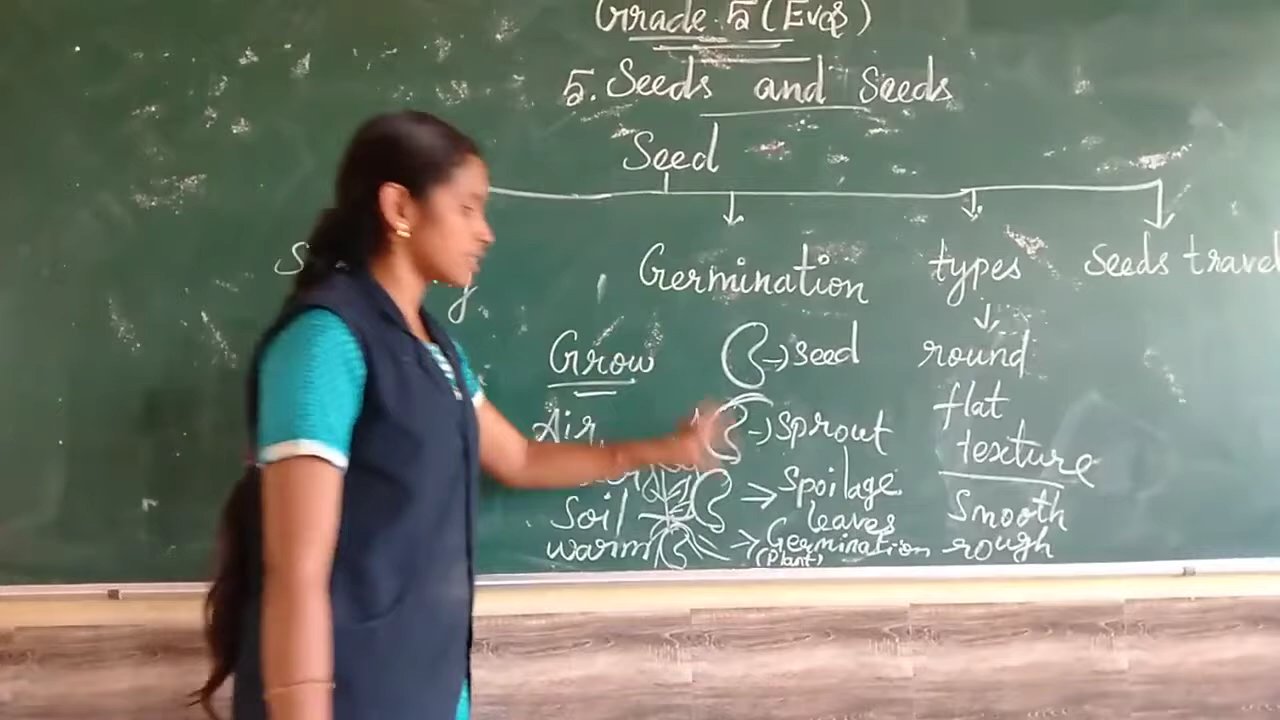 Grade. 5 (Evs)
5. Seeds and Seeds
Seed
Germination
types
Seeds travel
Grow
Air
Soil
warm
seed
sprout
Spoilage
leaves
Germination
(Plant)
round
flat
texture
Smooth
rough